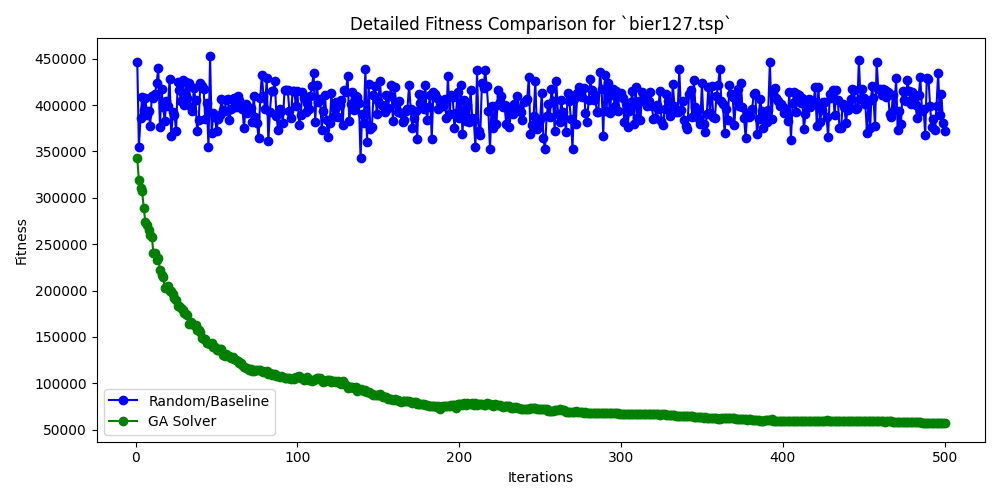 Detailed Fitness Comparison for `bier127.tsp`
Fitness
450000
400000
350000
300000
250000
200000
150000
100000
50000
Random/Baseline
GA Solver
0 100 200 300 400 500
Iterations